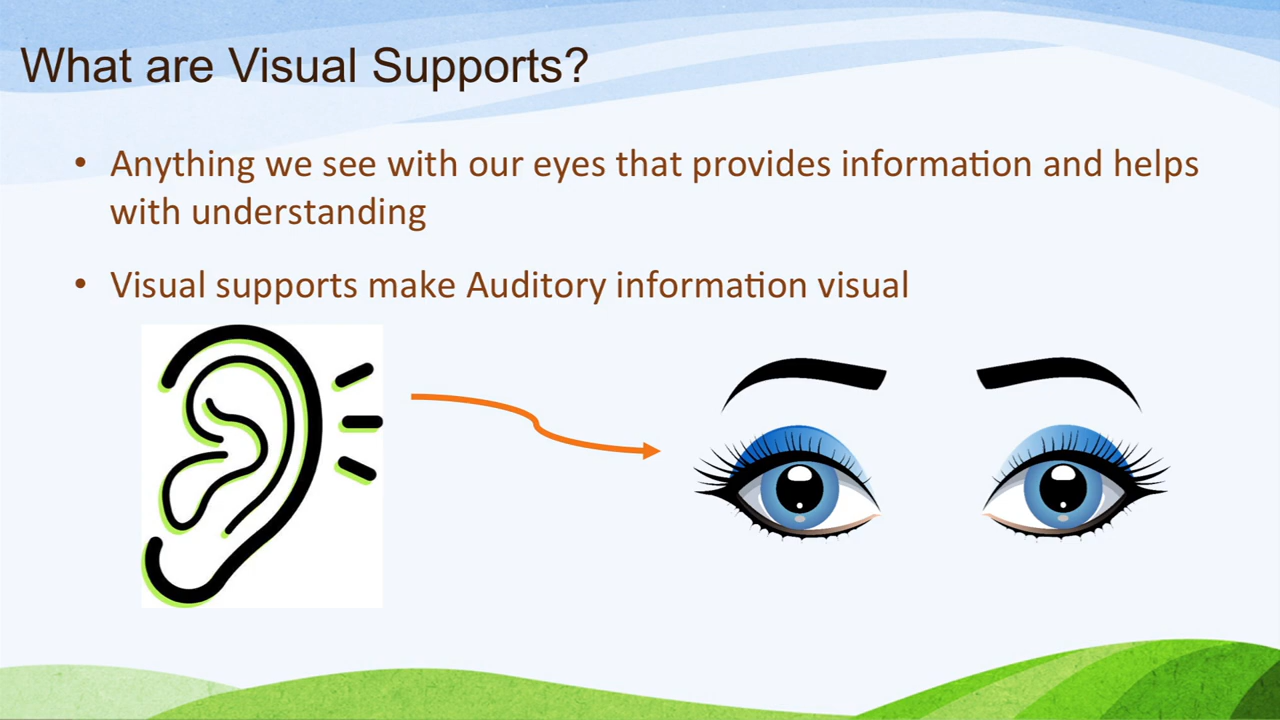 What are Visual Supports?
• Anything we see with our eyes that provides information and helps
with understanding
• Visual supports make Auditory information visual